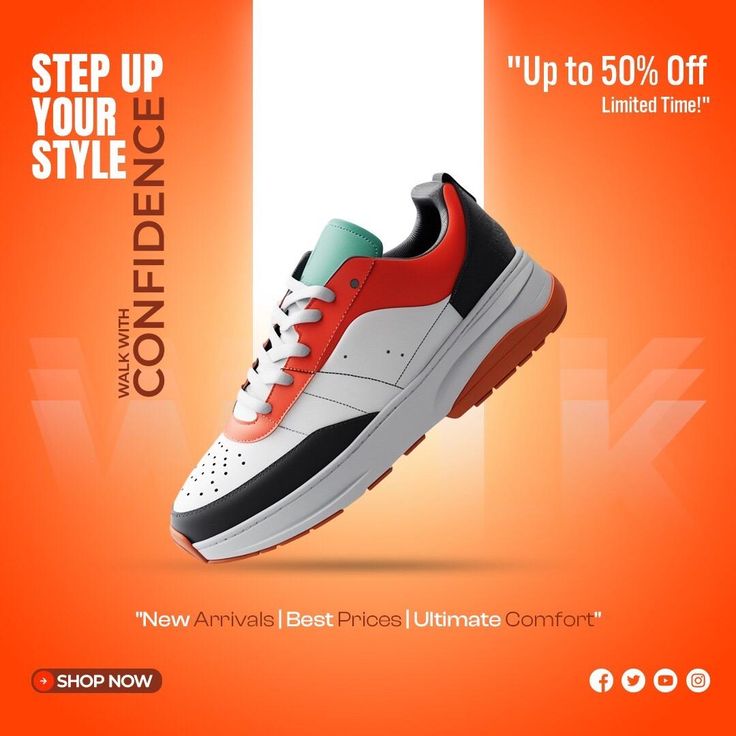 STEP UP
YOUR
STYLE
WALK WITH
CONFIDENCE
"Up to 50% Off
Limited Time!"
WALK
"New Arrivals | Best Prices | Ultimate Comfort"
SHOP NOW